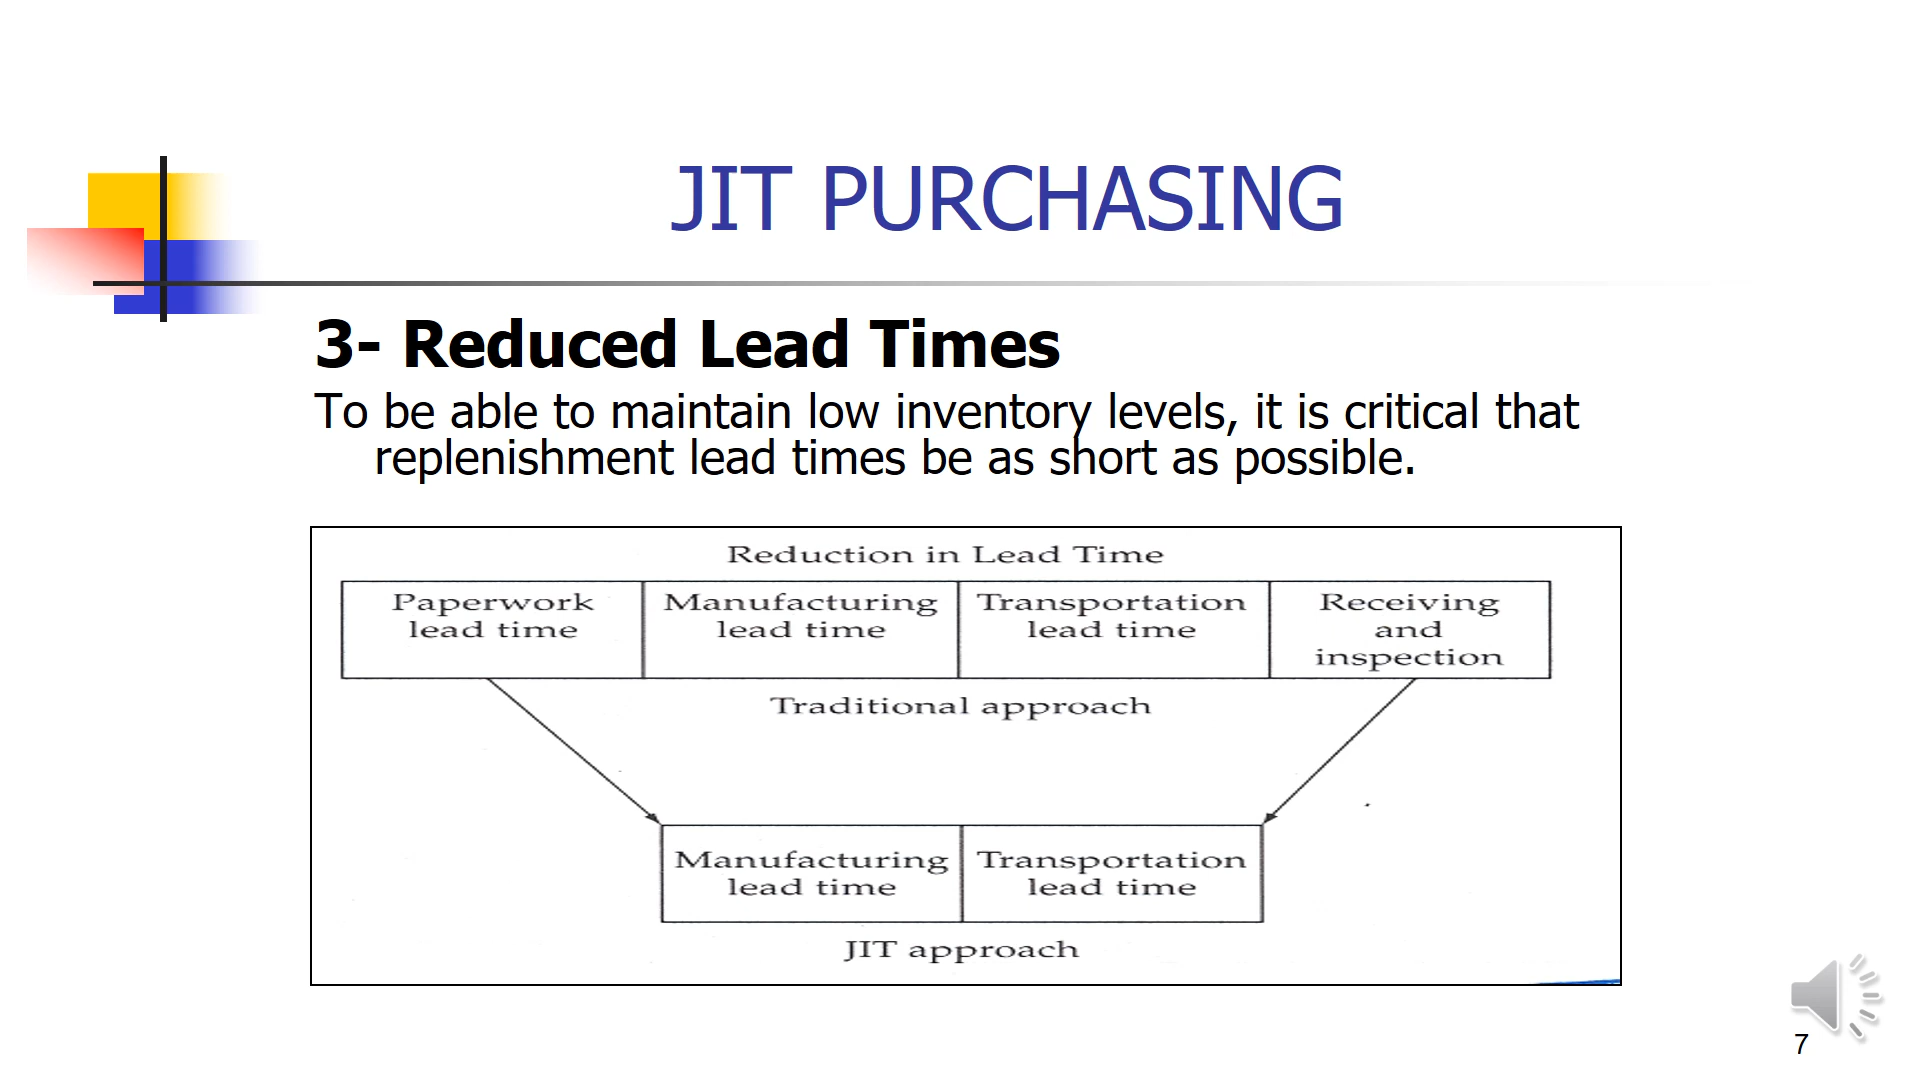 JIT PURCHASING
3- Reduced Lead Times
To be able to maintain low inventory levels, it is critical that
replenishment lead times be as short as possible.
Reduction in Lead Time
Paperwork
lead time
Manufacturing
lead time
Transportation
lead time
Receiving
and
inspection
Traditional approach
Manufacturing
lead time
Transportation
lead time
JIT approach
7